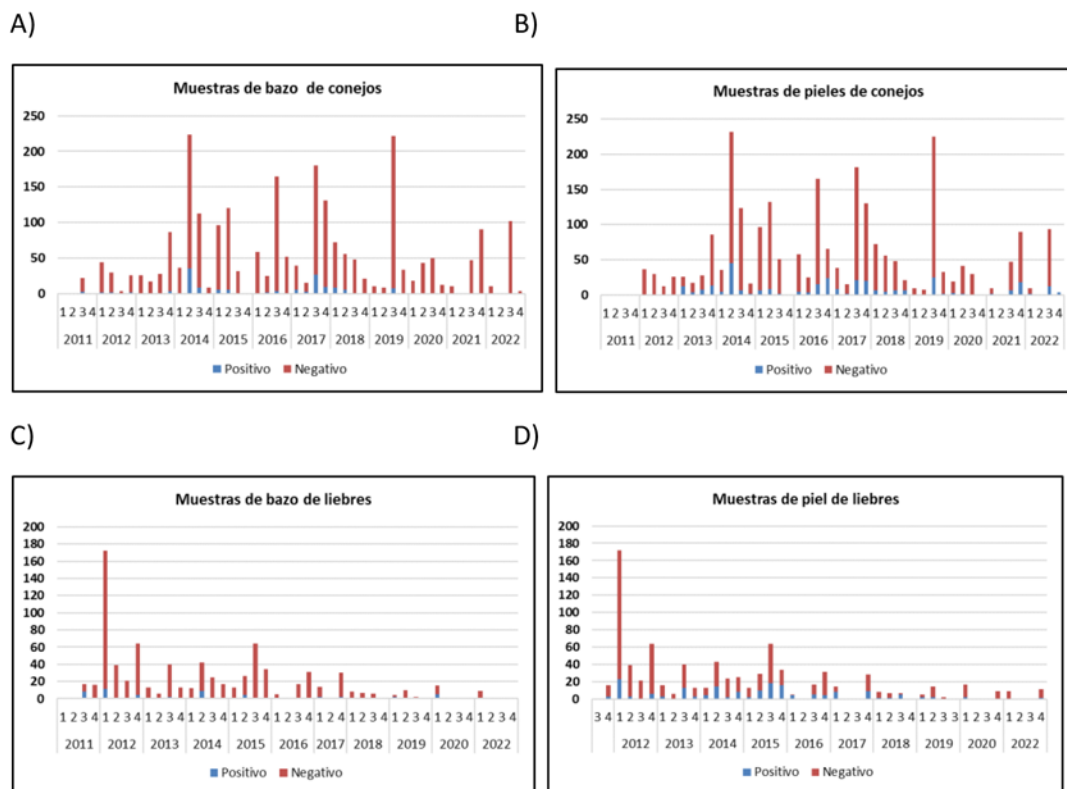 A)
Muestras de bazo de conejos
250
200
150
100
50
0
1 2 3 4 1 2 3 4 1 2 3 4 1 2 3 4 1 2 3 4 1 2 3 4 1 2 3 4 1 2 3 4 1 2 3 4 1 2 3 4 1 2 3 4 1 2 3 4
2011 2012 2013 2014 2015 2016 2017 2018 2019 2020 2021 2022
Positivo Negativo
B)
Muestras de pieles de conejos
250
200
150
100
50
0
1 2 3 4 1 2 3 4 1 2 3 4 1 2 3 4 1 2 3 4 1 2 3 4 1 2 3 4 1 2 3 4 1 2 3 4 1 2 3 4 1 2 3 4 1 2 3 4
2011 2012 2013 2014 2015 2016 2017 2018 2019 2020 2021 2022
Positivo Negativo
C)
Muestras de bazo de liebres
200
180
160
140
120
100
80
60
40
20
0
1 2 3 4 1 2 3 4 1 2 3 4 1 2 3 4 1 2 3 4 1 2 3 4 1 2 4 1 2 3 4 1 2 3 4 1 2 3 4 1 2 3 4
2011 2012 2013 2014 2015 2016 2017 2018 2019 2020 2022
Positivo Negativo
D)
Muestras de piel de liebres
200
180
160
140
120
100
80
60
40
20
0
3 4 1 2 3 4 1 2 3 4 1 2 3 4 1 2 3 4 1 2 3 4 1 2 3 4 1 2 3 4 1 2 3 3 1 2 3 4 1 2 3 4
2012 2013 2014 2015 2016 2017 2018 2019 2020 2022
Positivo Negativo